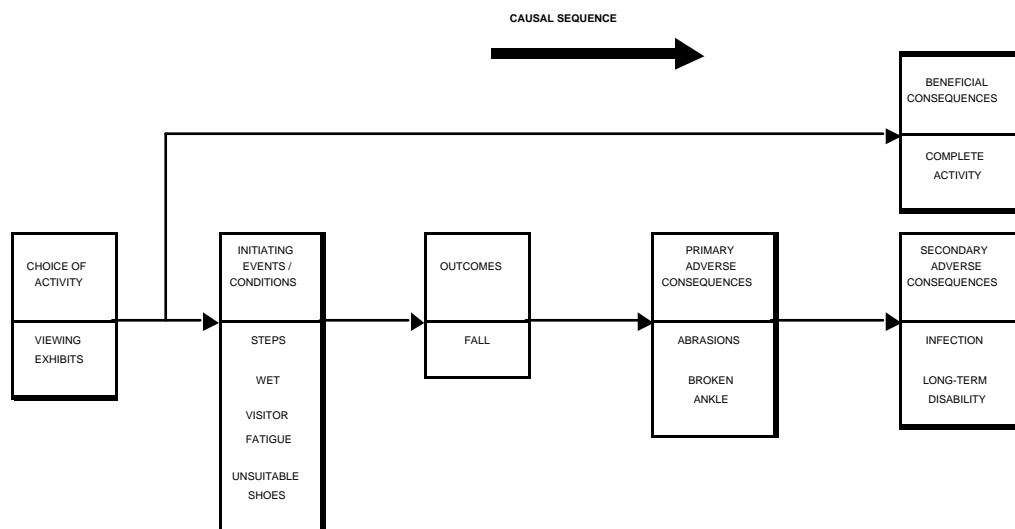 CAUSAL SEQUENCE
BENEFICIAL
CONSEQUENCES
COMPLETE
ACTIVITY
CHOICE OF
ACTIVITY
VIEWING
EXHIBITS
INITIATING
EVENTS /
CONDITIONS
STEPS
WET
VISITOR
FATIGUE
UNSUITABLE
SHOES
OUTCOMES
FALL
PRIMARY
ADVERSE
CONSEQUENCES
ABRASIONS
BROKEN
ANKLE
SECONDARY
ADVERSE
CONSEQUENCES
INFECTION
LONG-TERM
DISABILITY